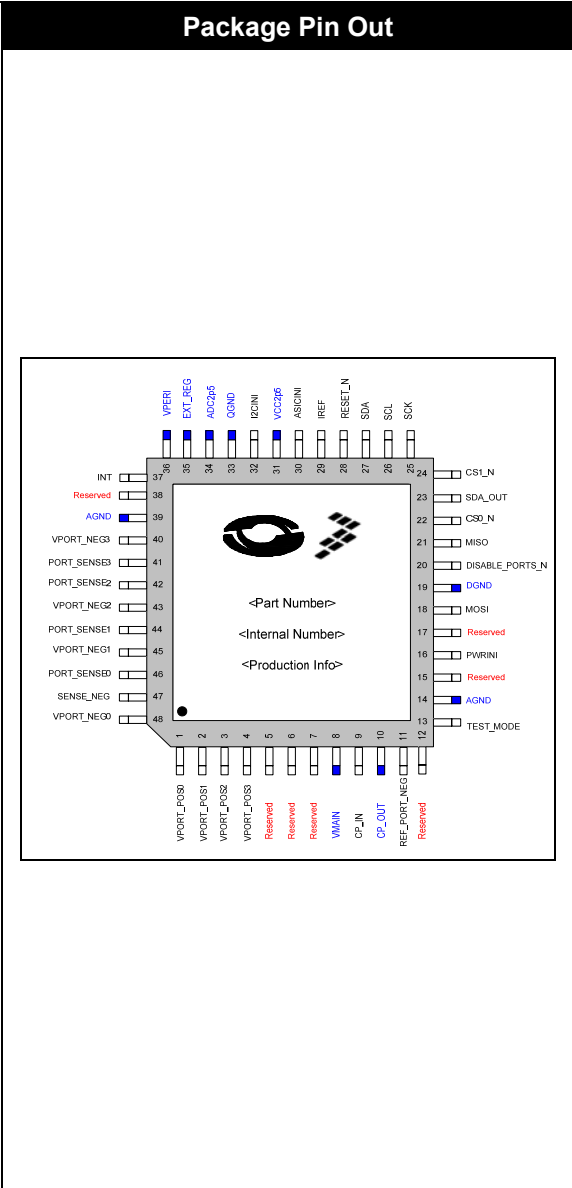 Package Pin Out
VPERI
EXT_REG
ADC2p5
QGND
I2CINI
VCC2p5
ASICINI
IREF
RESET_N
SDA
SCL
SCK
36
35
34
33
32
31
30
29
28
27
26
25
INT 37
Reserved 38
AGND 39
VPORT_NEG3 40
PORT_SENSE3 41
PORT_SENSE2 42
VPORT_NEG2 43
PORT_SENSE1 44
VPORT_NEG1 45
PORT_SENSE0 46
SENSE_NEG 47
VPORT_NEG0 48
<Part Number>
<Internal Number>
<Production Info>
24 CS1_N
23 SDA_OUT
22 CS0_N
21 MISO
20 DISABLE_PORTS_N
19 DGND
18 MOSI
17 Reserved
16 PWRINI
15 Reserved
14 AGND
13 TEST_MODE
1
2
3
4
5
6
7
8
9
10
11
12
VPORT_POS0
VPORT_POS1
VPORT_POS2
VPORT_POS3
Reserved
Reserved
Reserved
VMAIN
CP_IN
CP_OUT
REF_PORT_NEG
Reserved